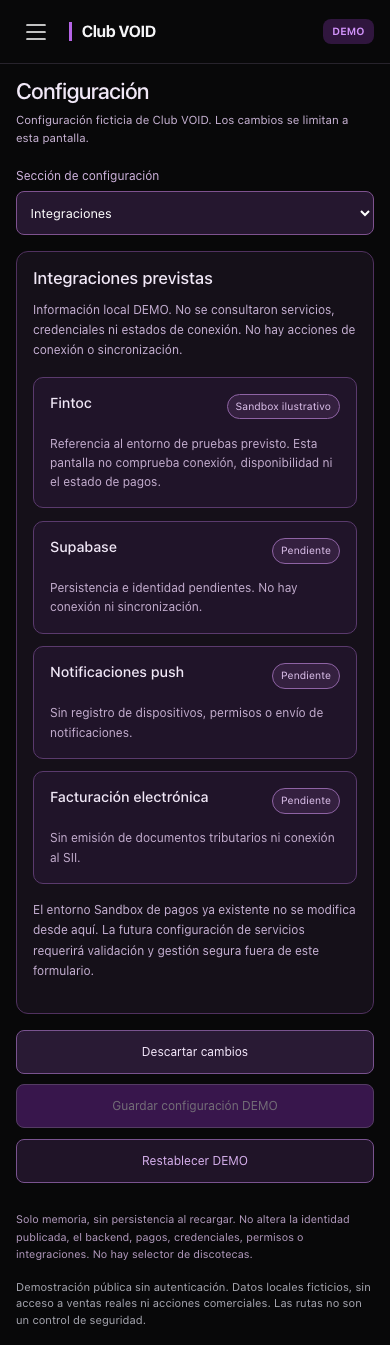 Club VOID
DEMO
Configuración
Configuración ficticia de Club VOID. Los cambios se limitan a
esta pantalla.
Sección de configuración
Integraciones
Integraciones previstas
Información local DEMO. No se consultaron servicios,
credenciales ni estados de conexión. No hay acciones de
conexión o sincronización.
Fintoc
Sandbox ilustrativo
Referencia al entorno de pruebas previsto. Esta
pantalla no comprueba conexión, disponibilidad ni
el estado de pagos.
Supabase
Pendiente
Persistencia e identidad pendientes. No hay
conexión ni sincronización.
Notificaciones push
Pendiente
Sin registro de dispositivos, permisos o envío de
notificaciones.
Facturación electrónica
Pendiente
Sin emisión de documentos tributarios ni conexión
al SII.
El entorno Sandbox de pagos ya existente no se modifica
desde aquí. La futura configuración de servicios
requerirá validación y gestión segura fuera de este
formulario.
Descartar cambios
Guardar configuración DEMO
Restablecer DEMO
Solo memoria, sin persistencia al recargar. No altera la identidad
publicada, el backend, pagos, credenciales, permisos o
integraciones. No hay selector de discotecas.
Demostración pública sin autenticación. Datos locales ficticios, sin
acceso a ventas reales ni acciones comerciales. Las rutas no son
un control de seguridad.